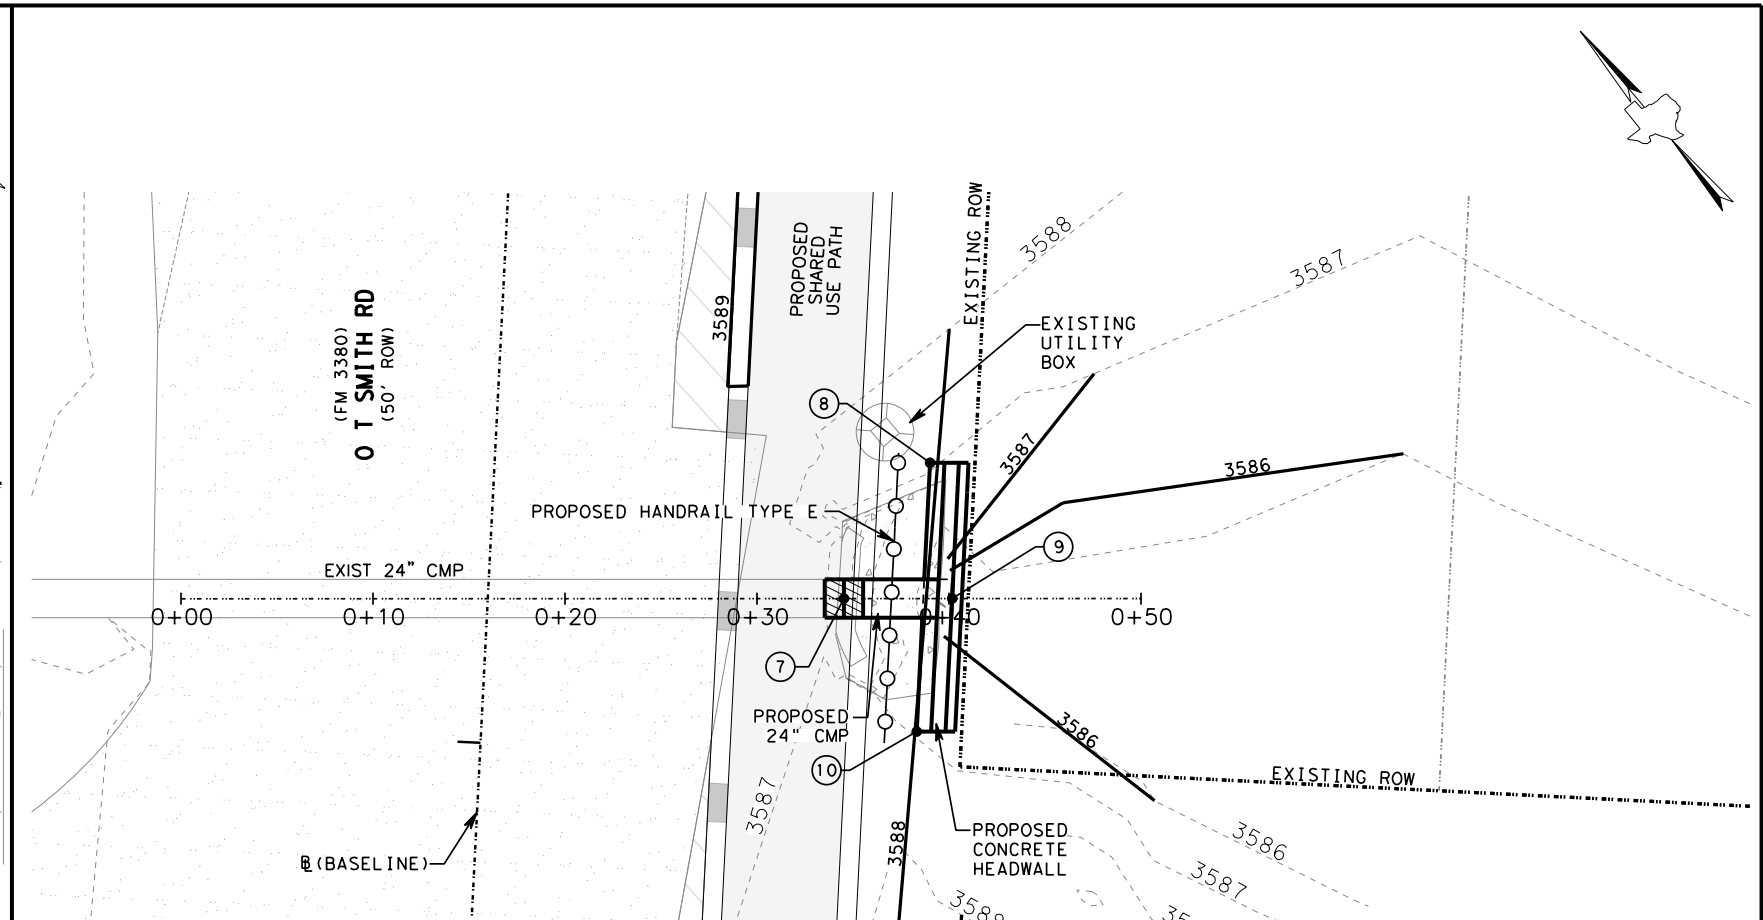 EXISTING ROW
3588
3587
PROPOSED
SHARED
USE PATH
3589
(FM 3380)
O T SMITH RD
(50' ROW)
EXISTING
UTILITY
BOX
8
3587
3586
PROPOSED HANDRAIL TYPE E
9
EXIST 24" CMP
0+00
0+10
0+20
0+30
0+40
0+50
7
PROPOSED
24" CMP
3586
10
EXISTING ROW
3587
3588
PROPOSED
CONCRETE
HEADWALL
3586
3587
3588
℄ (BASELINE)